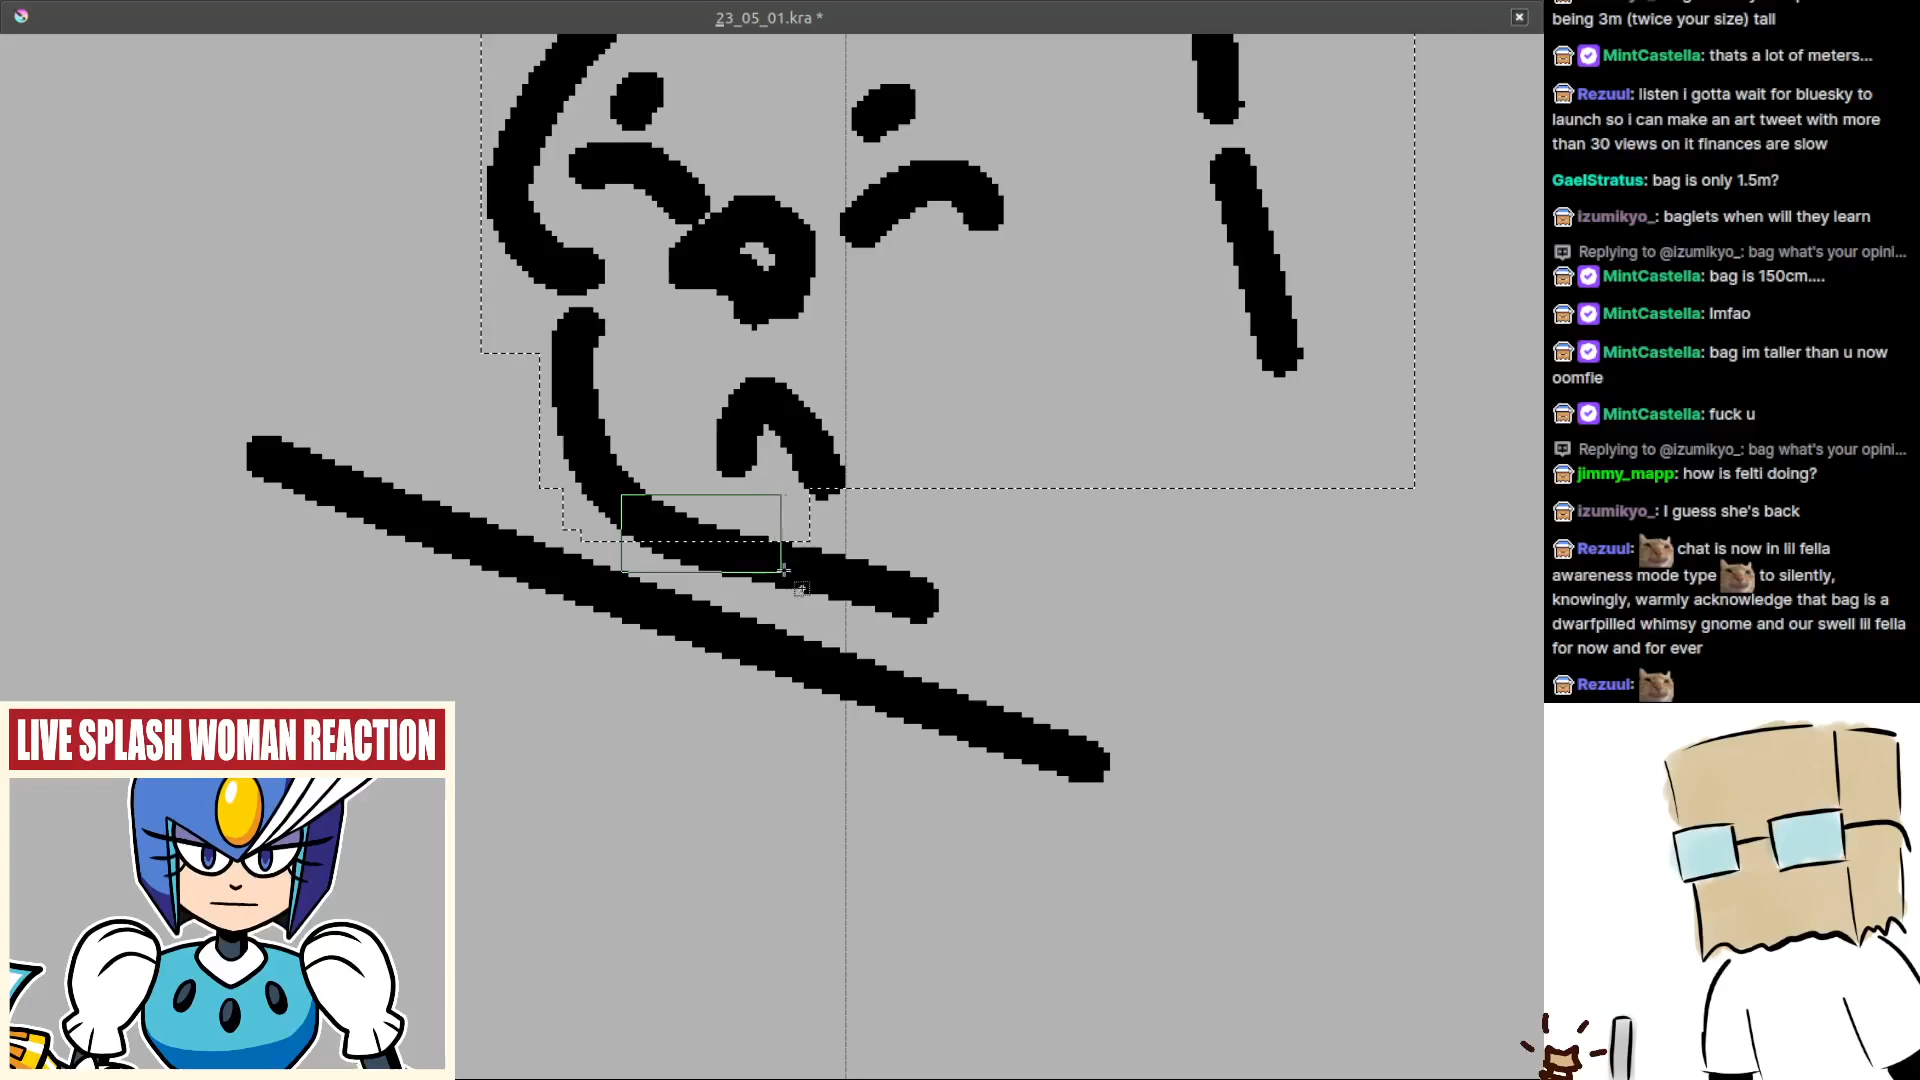 23_05_01.kra *
being 3m (twice your size) tall
MintCastella: thats a lot of meters...
Rezuul: listen i gotta wait for bluesky to
launch so i can make an art tweet with more
than 30 views on it finances are slow
GaelStratus: bag is only 1.5m?
izumikyo_: baglets when will they learn
Replying to @izumikyo_: bag what's your opini...
MintCastella: bag is 150cm....
MintCastella: lmfao
MintCastella: bag im taller than u now
oomfie
MintCastella: fuck u
Replying to @izumikyo_: bag what's your opini...
jimmy_mapp: how is felti doing?
izumikyo_: I guess she's back
Rezuul: chat is now in lil fella
awareness mode type to silently,
knowingly, warmly acknowledge that bag is a
dwarfpilled whimsy gnome and our swell lil fella
for now and for ever
Rezuul:
LIVE SPLASH WOMAN REACTION